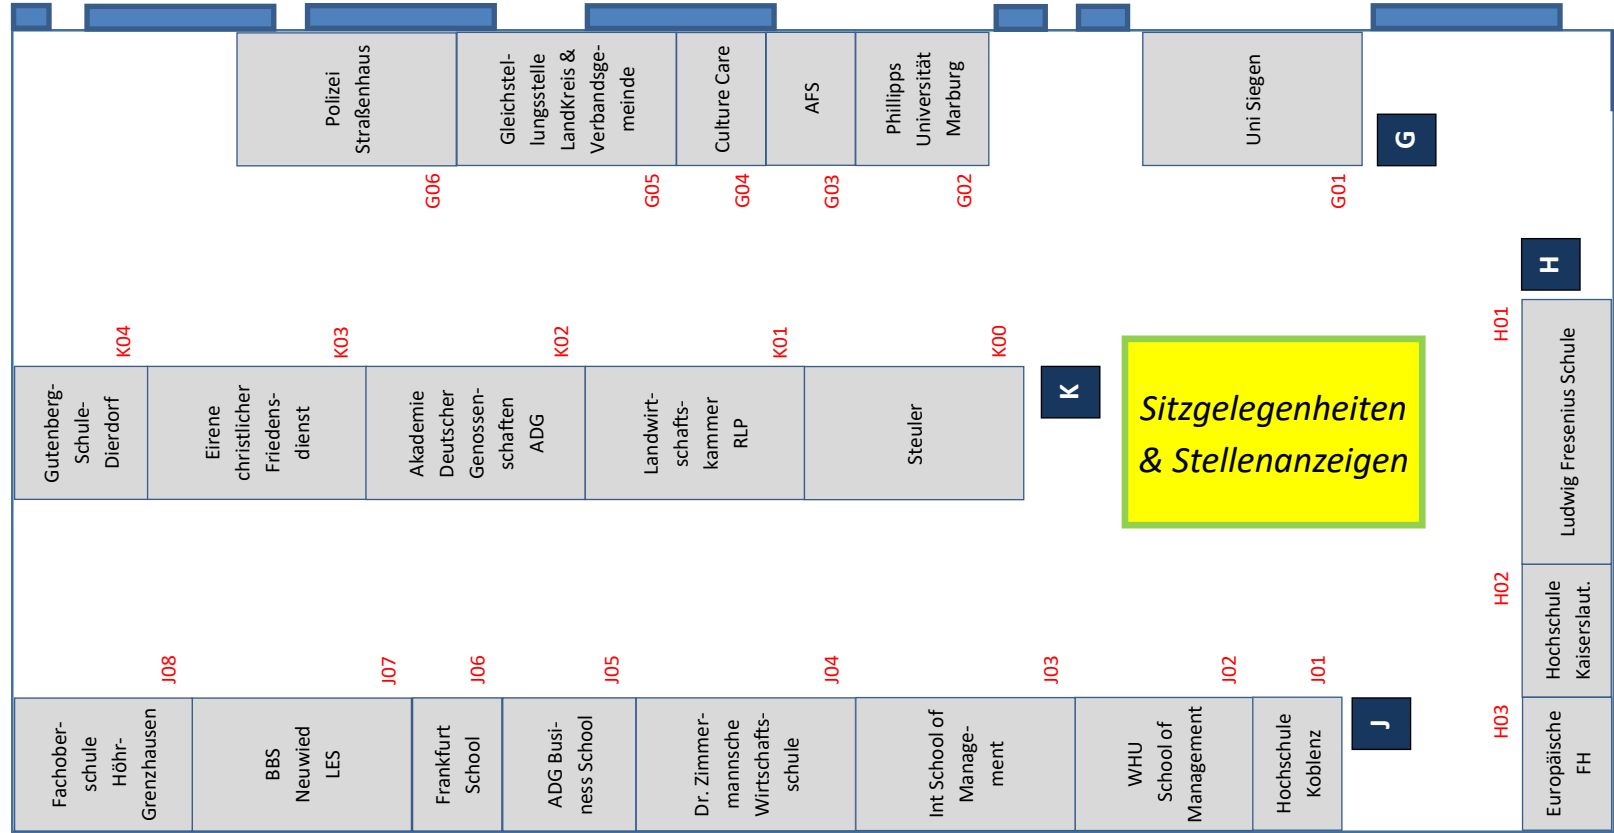 Polizei
Straßenhaus
G06
Gleichstel-
lungsstelle
LandKreis &
Verbandsge-
meinde
G05
Culture Care
G04
AFS
G03
Phillipps
Universität
Marburg
G02
Uni Siegen
G01
G
H
H01
Ludwig Fresenius Schule
H02
Hochschule
Kaiserslaut.
H03
Europäische
FH
Gutenberg-
Schule-
Dierdorf
K04
Eirene
christlicher
Friedens-
dienst
K03
Akademie
Deutscher
Genossen-
schaften
ADG
K02
Landwirt-
schafts-
kammer
RLP
K01
Steuler
K00
K
Sitzgelegenheiten
& Stellenanzeigen
Fachober-
schule
Höhr-
Grenzhausen
J08
BBS
Neuwied
LES
J07
Frankfurt
School
J06
ADG Busi-
ness School
J05
Dr. Zimmer-
mannsche
Wirtschafts-
schule
J04
Int School of
Manage-
ment
J03
WHU
School of
Management
J02
Hochschule
Koblenz
J01
J